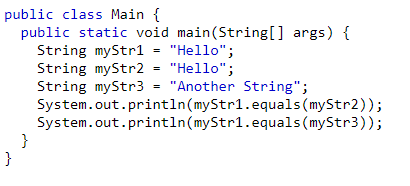 public class Main {
  public static void main(String[] args) {
    String myStr1 = "Hello";
    String myStr2 = "Hello";
    String myStr3 = "Another String";
    System.out.println(myStr1.equals(myStr2));
    System.out.println(myStr1.equals(myStr3));
  }
}